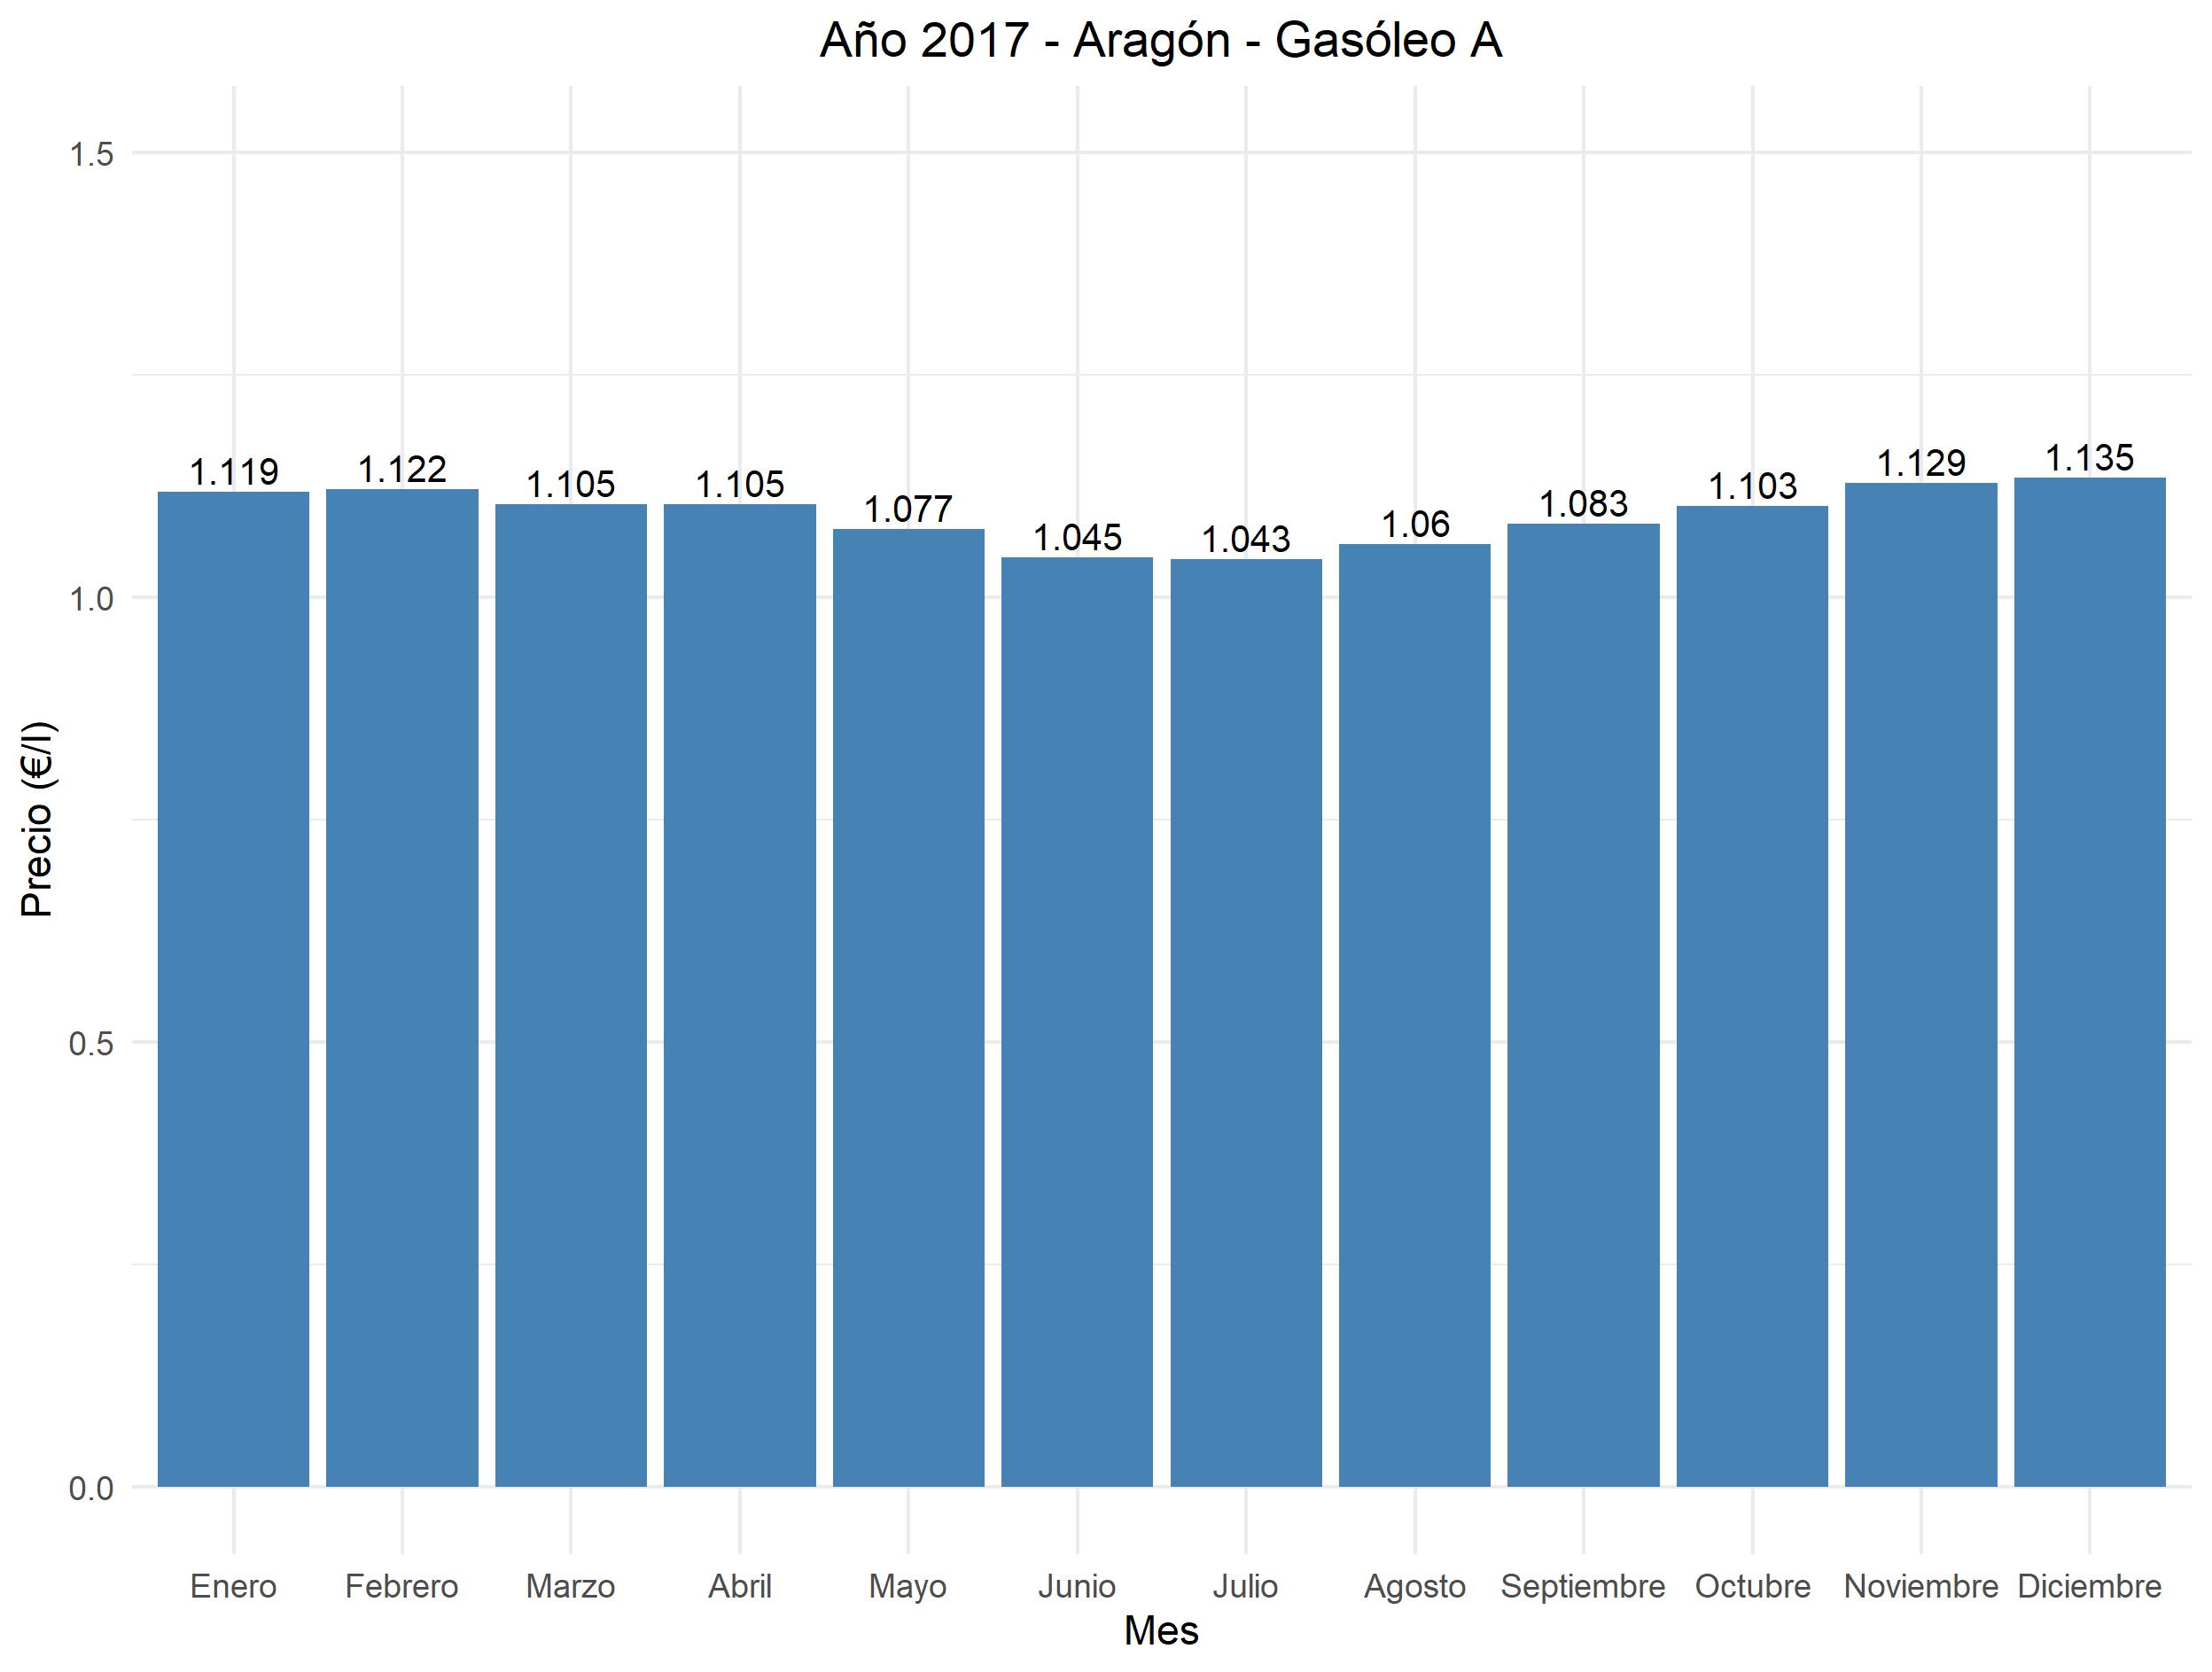 Año 2017 - Aragón - Gasóleo A
1.5
1.0
0.5
0.0
Precio (€/l)
1.119
1.122
1.105
1.105
1.077
1.045
1.043
1.06
1.083
1.103
1.129
1.135
Enero
Febrero
Marzo
Abril
Mayo
Junio
Julio
Agosto
Septiembre
Octubre
Noviembre
Diciembre
Mes